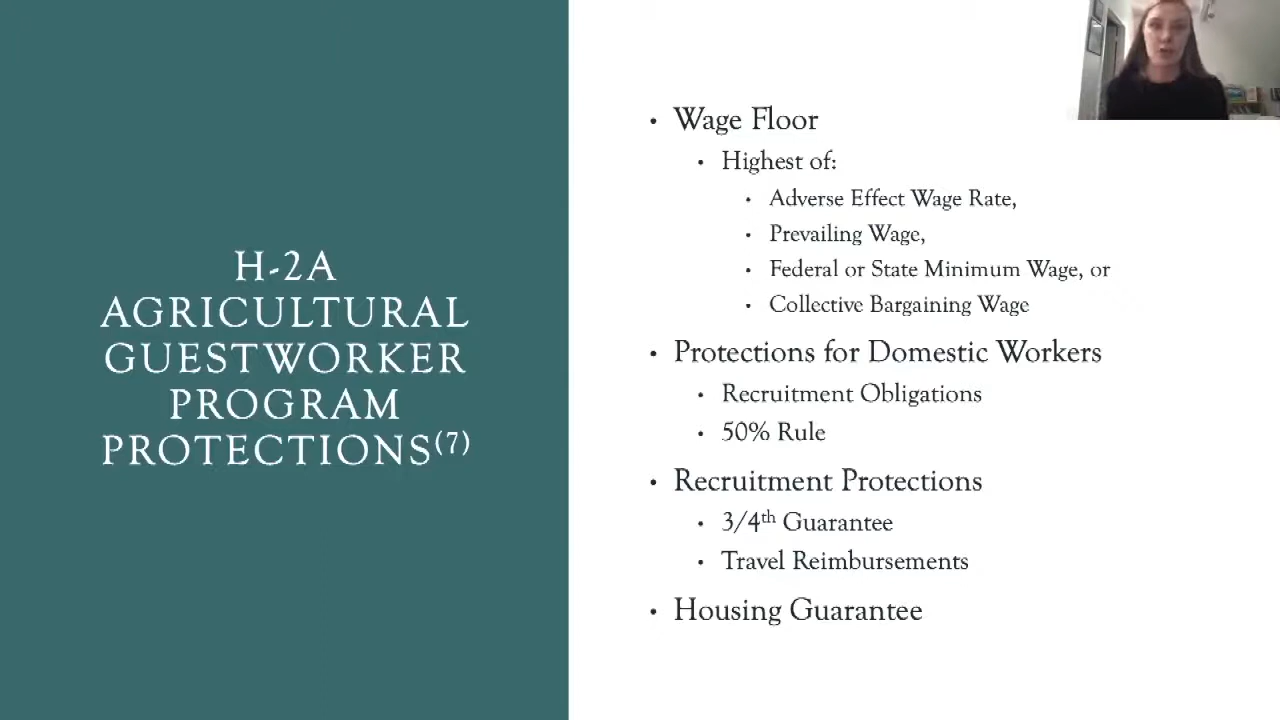 H-2A
AGRICULTURAL
GUESTWORKER
PROGRAM
PROTECTIONS(7)
• Wage Floor
• Highest of:
• Adverse Effect Wage Rate,
• Prevailing Wage,
• Federal or State Minimum Wage, or
• Collective Bargaining Wage
• Protections for Domestic Workers
• Recruitment Obligations
• 50% Rule
• Recruitment Protections
• 3/4th Guarantee
• Travel Reimbursements
• Housing Guarantee